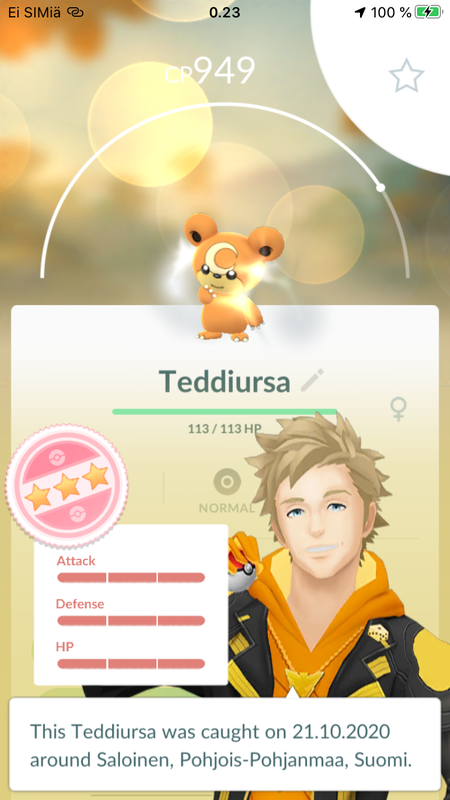 Ei SIMiä 0.23 100 %
CP949
Teddiursa
113 / 113 HP
NORMAL
Attack
Defense
HP
This Teddiursa was caught on 21.10.2020
around Saloinen, Pohjois-Pohjanmaa, Suomi.